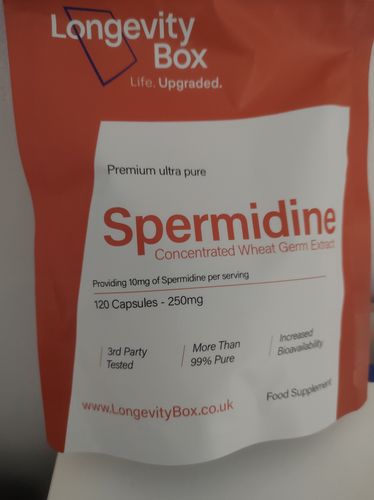 Longevity
Box
Life. Upgraded.
Premium ultra pure
Spermidine
Concentrated Wheat Germ Extract
Providing 10mg of Spermidine per serving
120 Capsules - 250mg
3rd Party
Tested
More Than
99% Pure
Increased
Bioavailability
www.LongevityBox.co.uk
Food Supplement